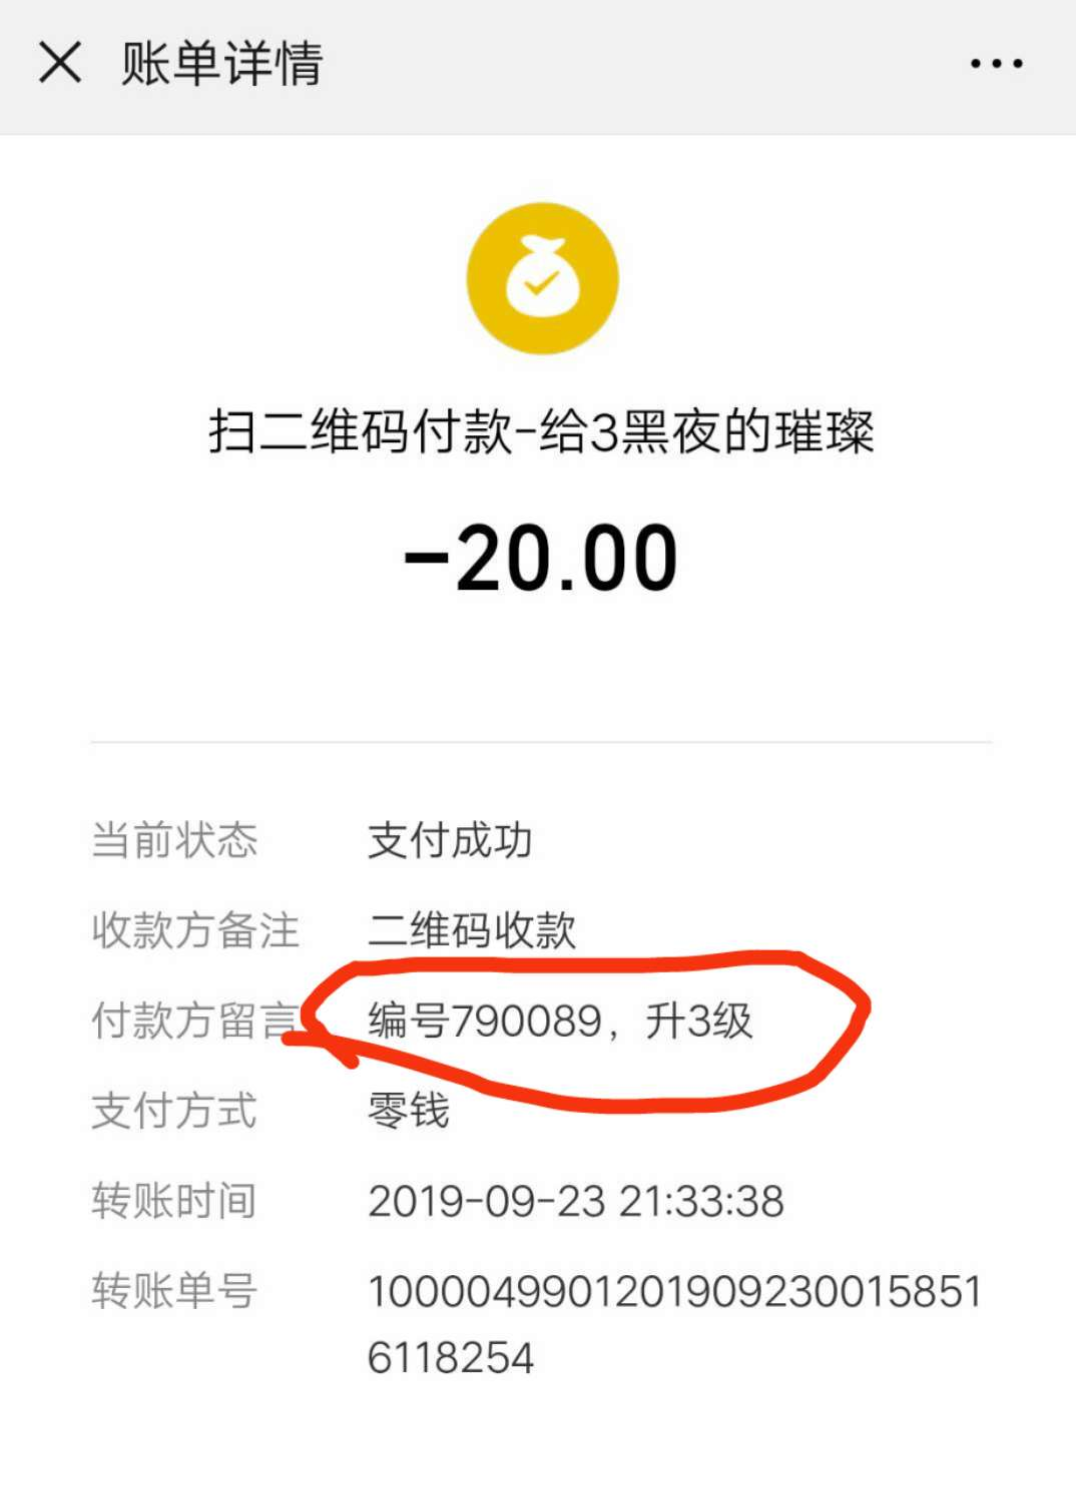 账单详情
扫二维码付款-给3黑夜的璀璨
-20.00
当前状态 支付成功
收款方备注 二维码收款
付款方留言 编号790089，升3级
支付方式 零钱
转账时间 2019-09-23 21:33:38
转账单号 1000049901201909230015851
6118254